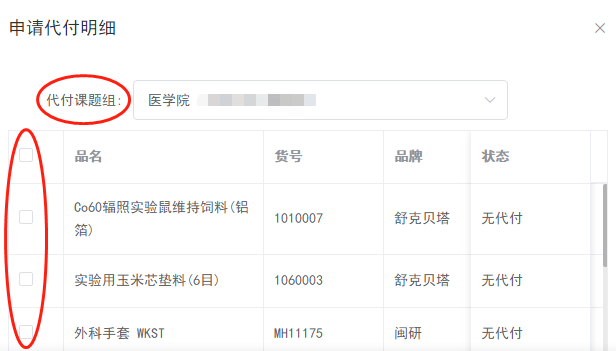 申请代付明细
代付课题组: 医学院
品名 货号 品牌 状态
Co60辐照实验鼠维持饲料(铝
箔) 1010007 舒克贝塔 无代付
实验用玉米芯垫料(6目) 1060003 舒克贝塔 无代付
外科手套 WKST MH11175 闽研 无代付